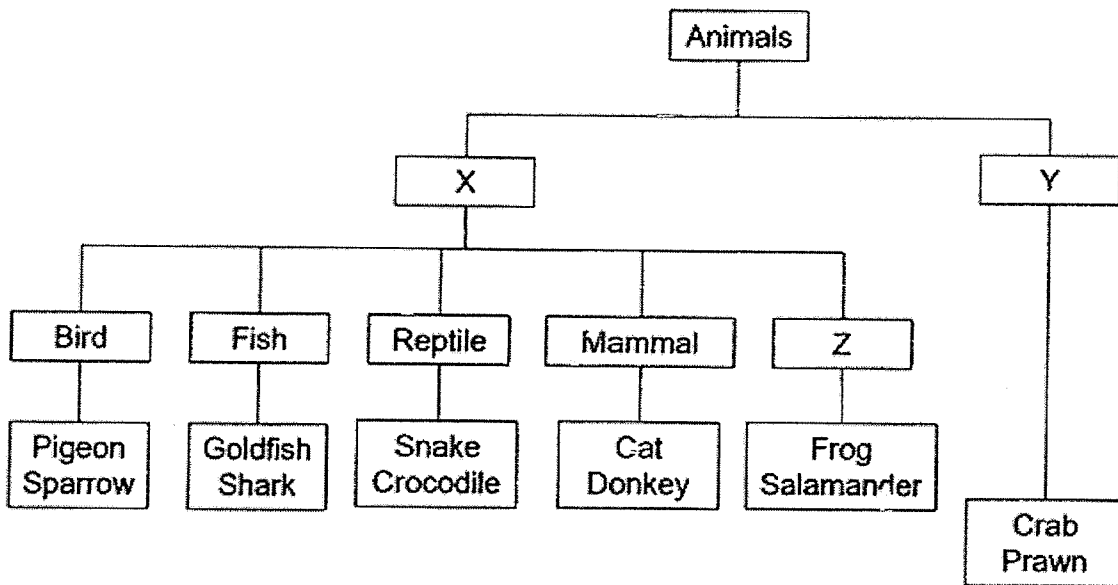 Animals
X
Y
Bird
Fish
Reptile
Mammal
Z
Pigeon
Sparrow
Goldfish
Shark
Snake
Crocodile
Cat
Donkey
Frog
Salamander
Crab
Prawn